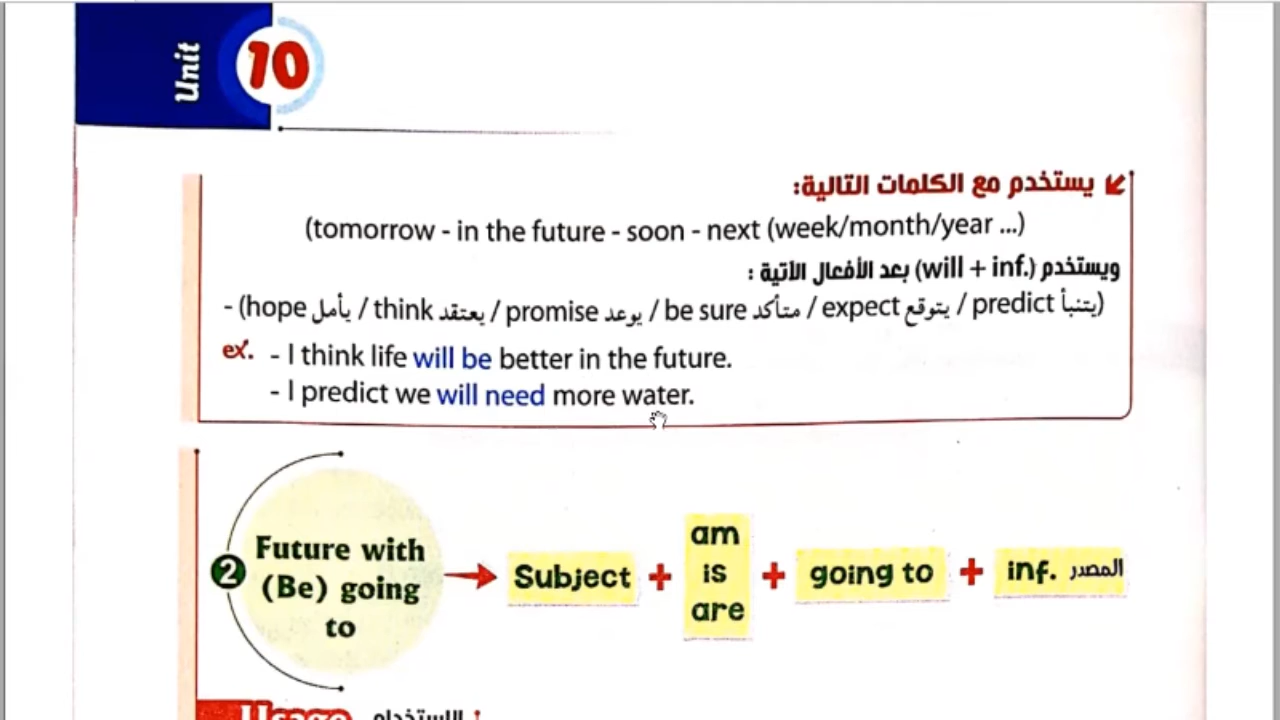 Unit 10
يستخدم مع الكلمات التالية:
(tomorrow - in the future - soon - next (week/month/year ...)
ويستخدم (will + inf.) بعد الأفعال الآتية :
- (hope يأمل / think يعتقد / promise يوعد / be sure متأكد / expect يتوقع / predict يتنبأ)
ex. - I think life will be better in the future.
- I predict we will need more water.
2 Future with (Be) going to
Subject + am is are + going to + inf. المصدر
Usage الاستخدام :